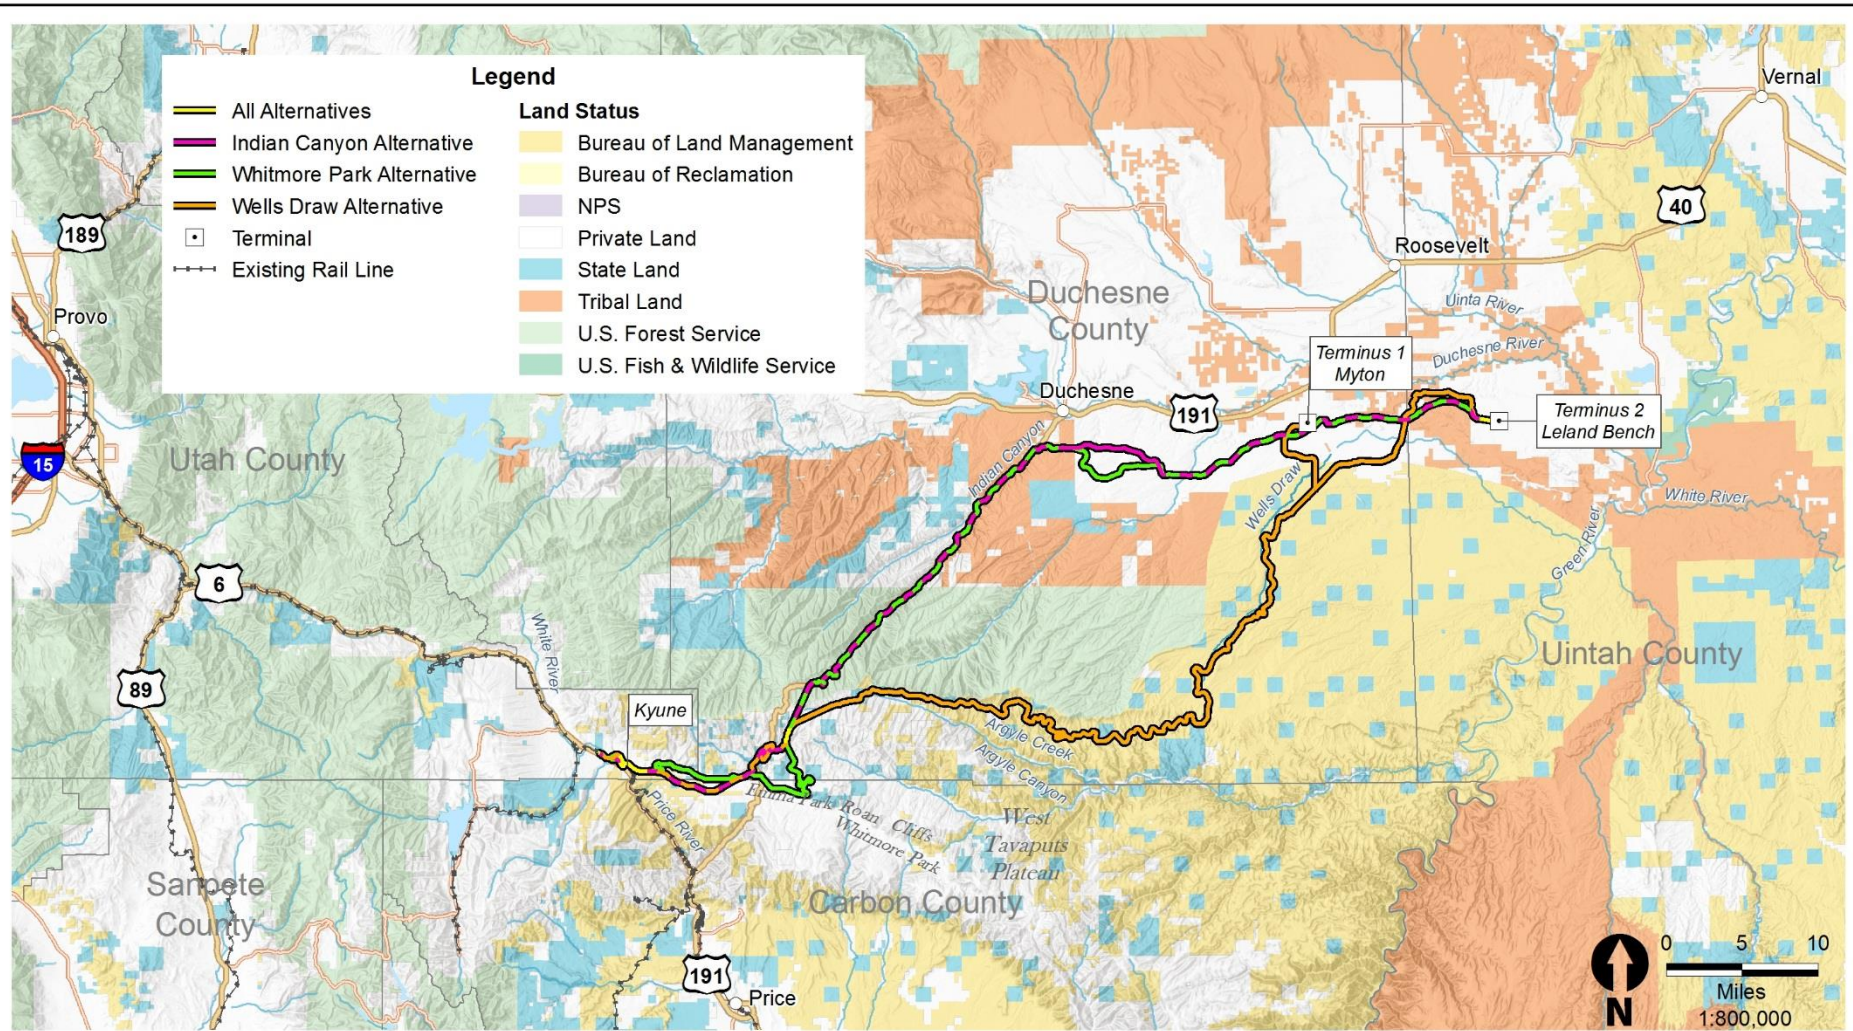 Legend
All Alternatives
Indian Canyon Alternative
Whitmore Park Alternative
Wells Draw Alternative
Terminal
Existing Rail Line
Land Status
Bureau of Land Management
Bureau of Reclamation
NPS
Private Land
State Land
Tribal Land
U.S. Forest Service
U.S. Fish & Wildlife Service
Vernal
189
40
Roosevelt
Uinta River
Duchesne
County
Provo
Terminus 1
Myton
Duchesne River
Duchesne
191
Terminus 2
Leland Bench
15
Utah County
Indian Canyon
Wells Draw
White River
Green River
6
White River
Uintah County
89
Kyune
Argyle Creek
Argyle Canyon
Price River
Emma Park
Roan Cliffs
Whitmore Park
West
Tavaputs
Plateau
Sanpete
County
Carbon County
191
Price
N
0 5 10
Miles
1:800,000